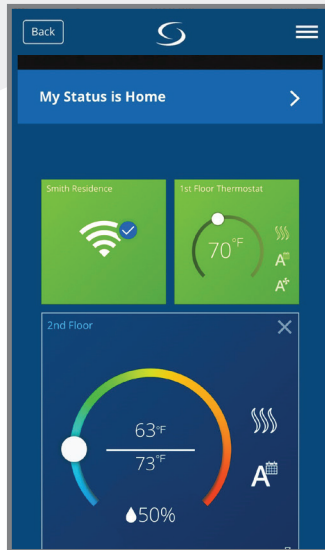 Back
My Status is Home
Smith Residence
1st Floor Thermostat
70°F
A
A
2nd Floor
63°F
73°F
A
50%